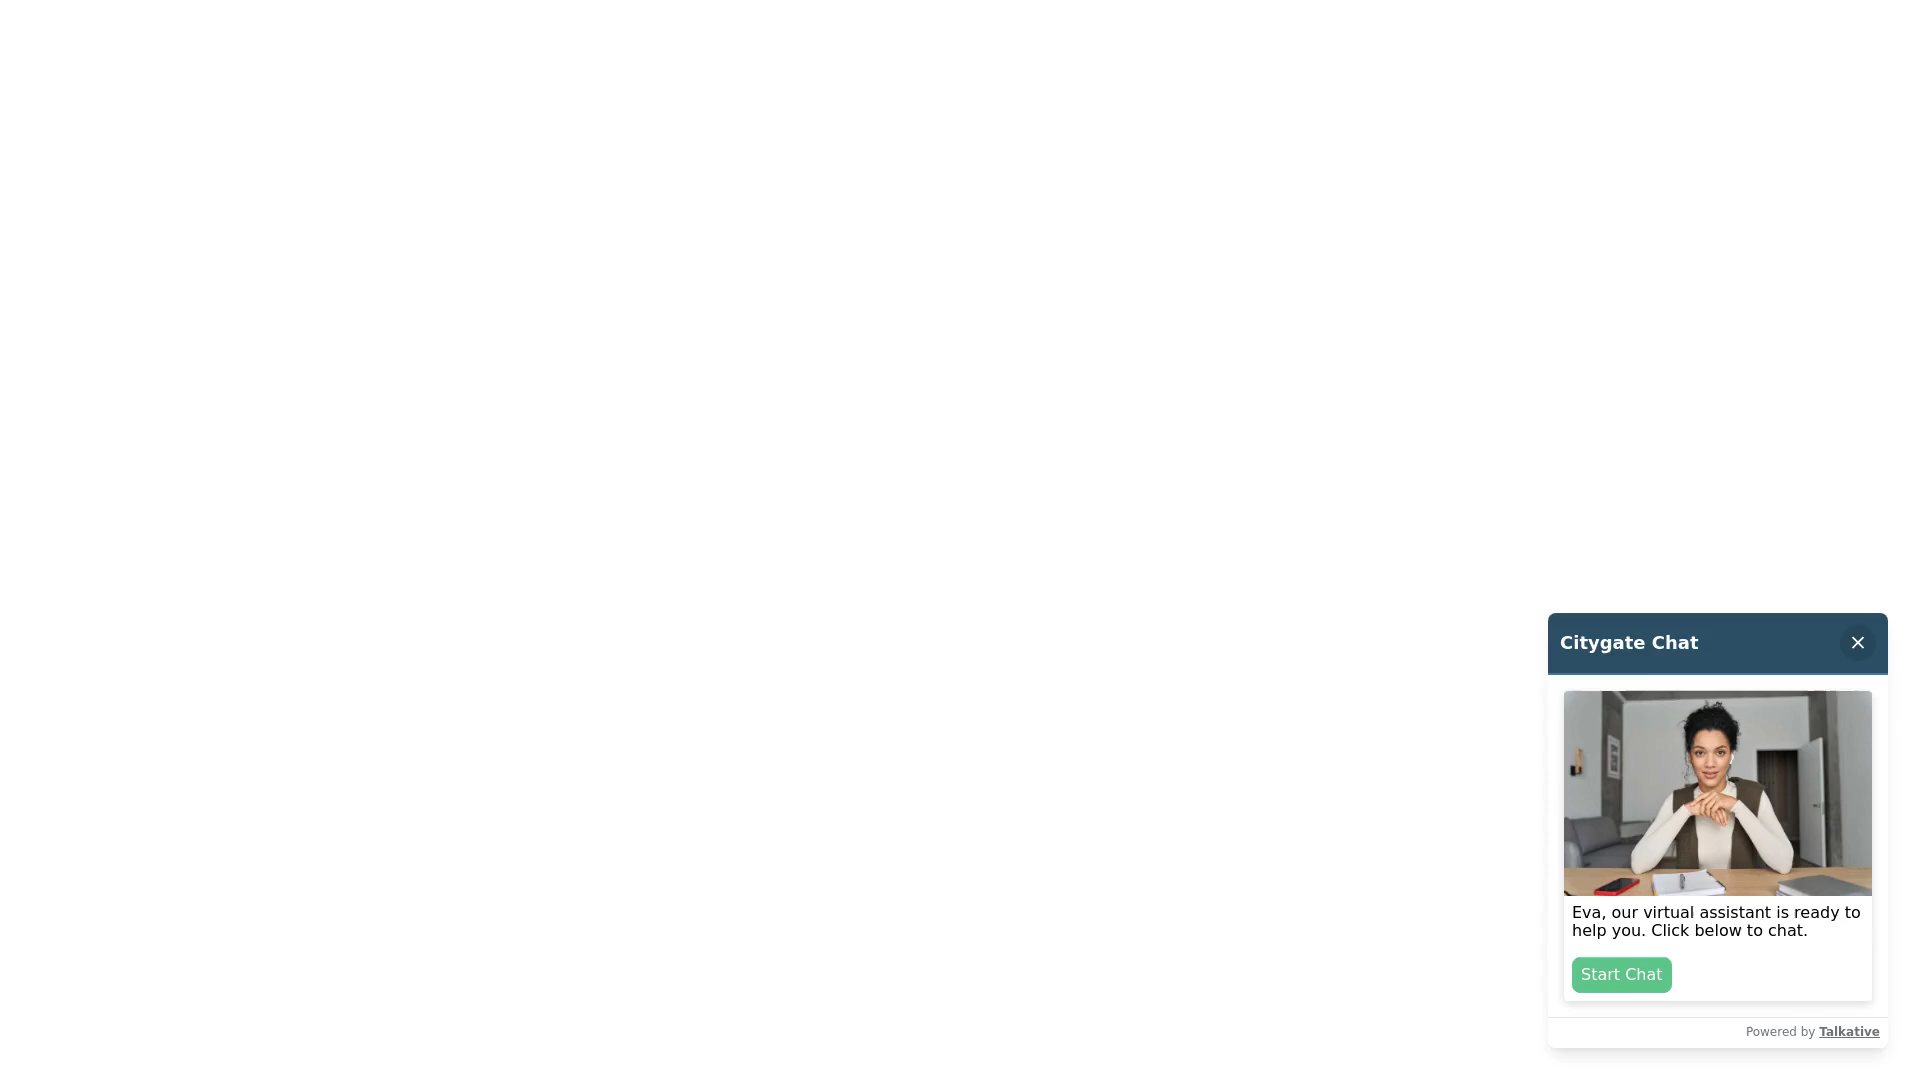 Citygate Chat
Eva, our virtual assistant is ready to
help you. Click below to chat.
Start Chat
Powered by Talkative